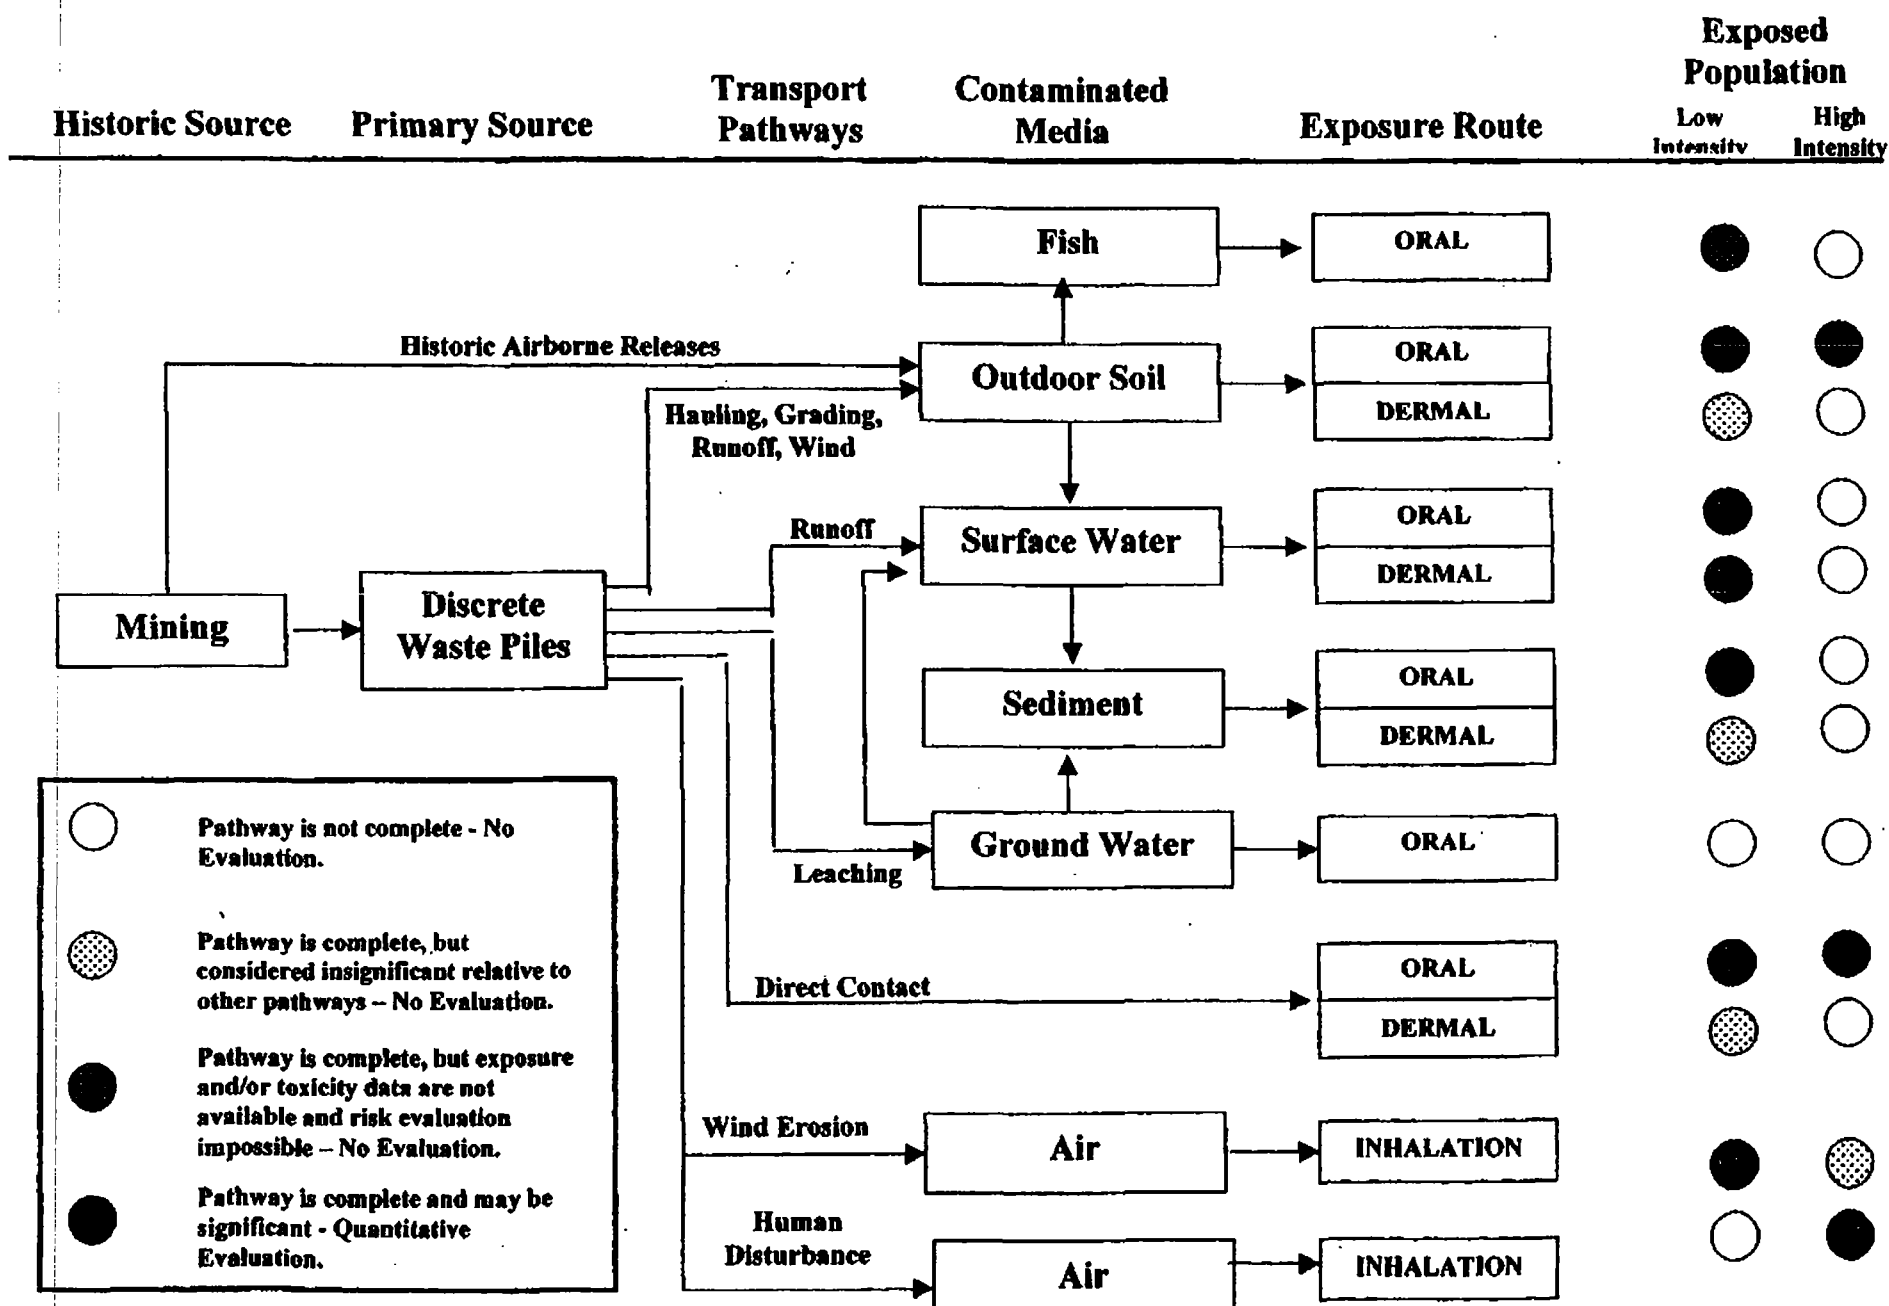 Exposed
Population
Transport
Pathways
Contaminated
Media
Historic Source
Primary Source
Exposure Route
Low
Intensity
High
Intensity
Fish
ORAL
Historic Airborne Releases
Outdoor Soil
ORAL
DERMAL
Hauling, Grading,
Runoff, Wind
Runoff
Surface Water
ORAL
DERMAL
Mining
Discrete
Waste Piles
Sediment
ORAL
DERMAL
Ground Water
ORAL
Leaching
Direct Contact
ORAL
DERMAL
Wind Erosion
Air
INHALATION
Human
Disturbance
Air
INHALATION
Pathway is not complete - No
Evaluation.
Pathway is complete, but
considered insignificant relative to
other pathways – No Evaluation.
Pathway is complete, but exposure
and/or toxicity data are not
available and risk evaluation
impossible – No Evaluation.
Pathway is complete and may be
significant - Quantitative
Evaluation.